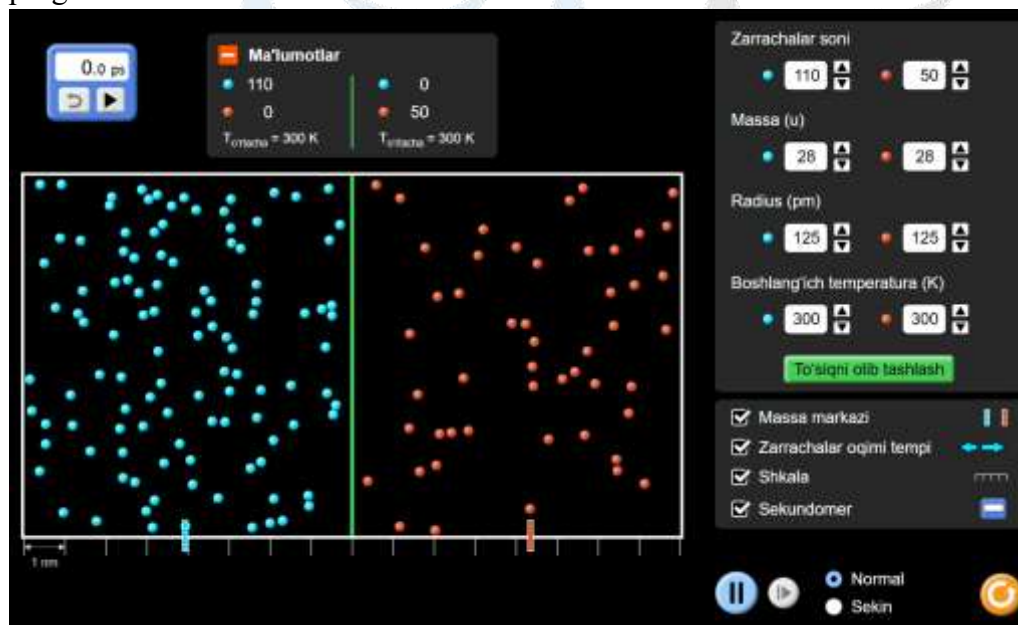 0.0 ps
Ma'lumotlar
110 0
0 50
T o'rtacha = 300 K T o'rtacha = 300 K
Zarrachalar soni
110 50
Massa (u)
28 28
Radius (pm)
125 125
Boshlang'ich temperatura (K)
300 300
To'siqni olib tashlash
Massa markazi
Zarrachalar oqimi tempi
Shkala
Sekundomer
1 nm
Normal
Sekin